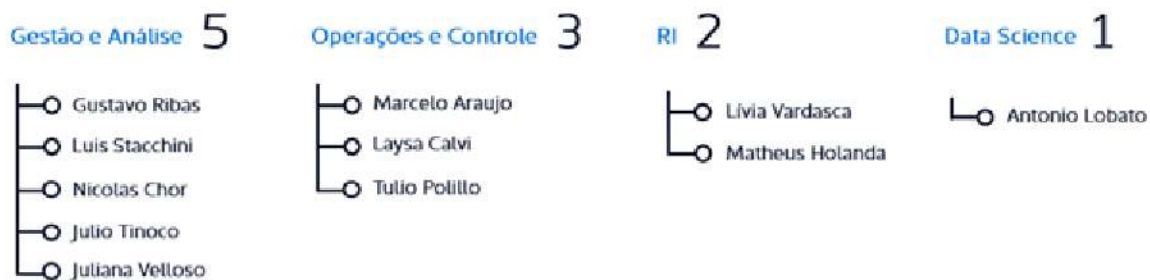 Gestão e Análise 5
Gustavo Ribas
Luis Stacchini
Nicolas Chor
Julio Tinoco
Juliana Velloso
Operações e Controle 3
Marcelo Araujo
Laysa Calvi
Tulio Polillo
RI 2
Lívia Vardasca
Matheus Holanda
Data Science 1
Antonio Lobato